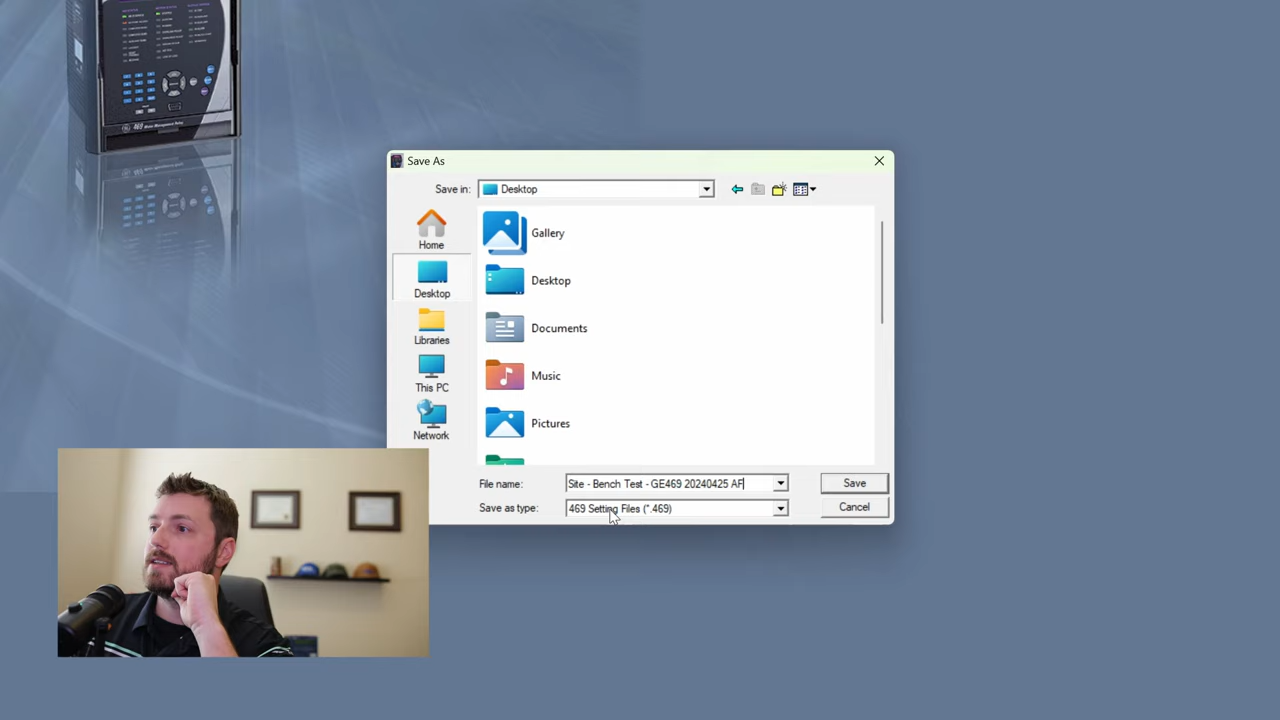 469
Save As
Save in:
Desktop
Home
Desktop
Libraries
This PC
Network
Gallery
Desktop
Documents
Music
Pictures
File name:
Site - Bench Test - GE469 20240425 AF
Save
Save as type:
469 Setting Files (*.469)
Cancel